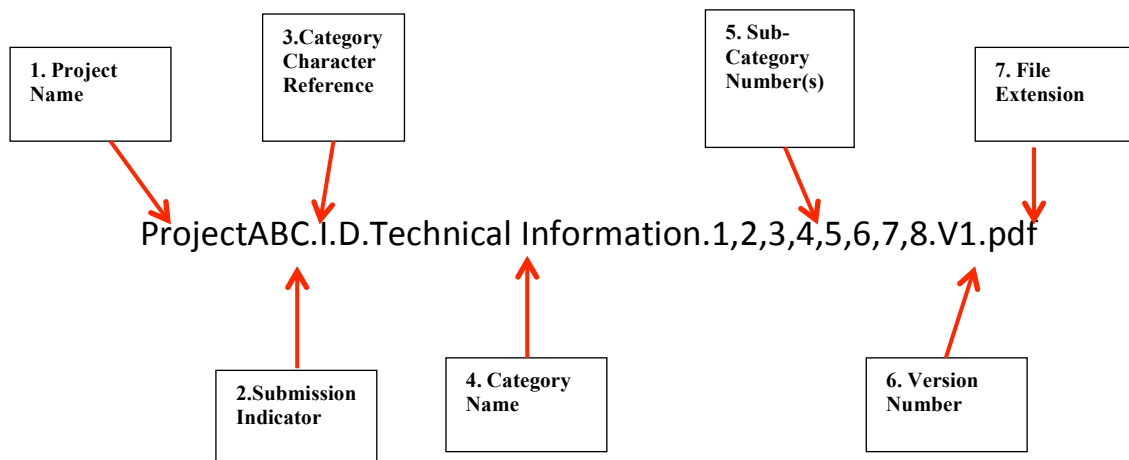 1. Project
Name
3.Category
Character
Reference
5. Sub-
Category
Number(s)
7. File
Extension
ProjectABC.I.D.Technical Information.1,2,3,4,5,6,7,8.V1.pdf
2.Submission
Indicator
4. Category
Name
6. Version
Number